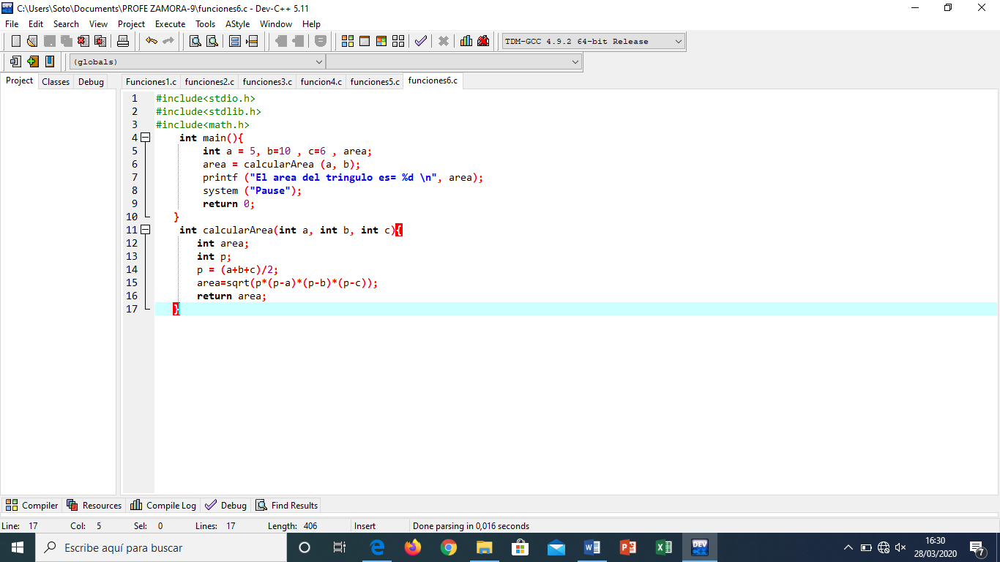 C:\Users\Soto\Documents\PROFE ZAMORA-9\funciones6.c - Dev-C++ 5.11
File Edit Search View Project Execute Tools AStyle Window Help
TDM-GCC 4.9.2 64-bit Release
(globals)
Project Classes Debug Funciones1.c funciones2.c funciones3.c funcion4.c funciones5.c funciones6.c
1 #include<stdio.h>
2 #include<stdlib.h>
3 #include<math.h>
4 int main(){
5 int a = 5, b=10 , c=6 , area;
6 area = calcularArea (a, b);
7 printf ("El area del tringulo es= %d \n", area);
8 system ("Pause");
9 return 0;
10 }
11 int calcularArea(int a, int b, int c){
12 int area;
13 int p;
14 p = (a+b+c)/2;
15 area=sqrt(p*(p-a)*(p-b)*(p-c));
16 return area;
17 }
Compiler Resources Compile Log Debug Find Results
Line: 17 Col: 5 Sel: 0 Lines: 17 Length: 406 Insert Done parsing in 0,016 seconds
Escribe aquí para buscar
DEV
16:30
28/03/2020
7